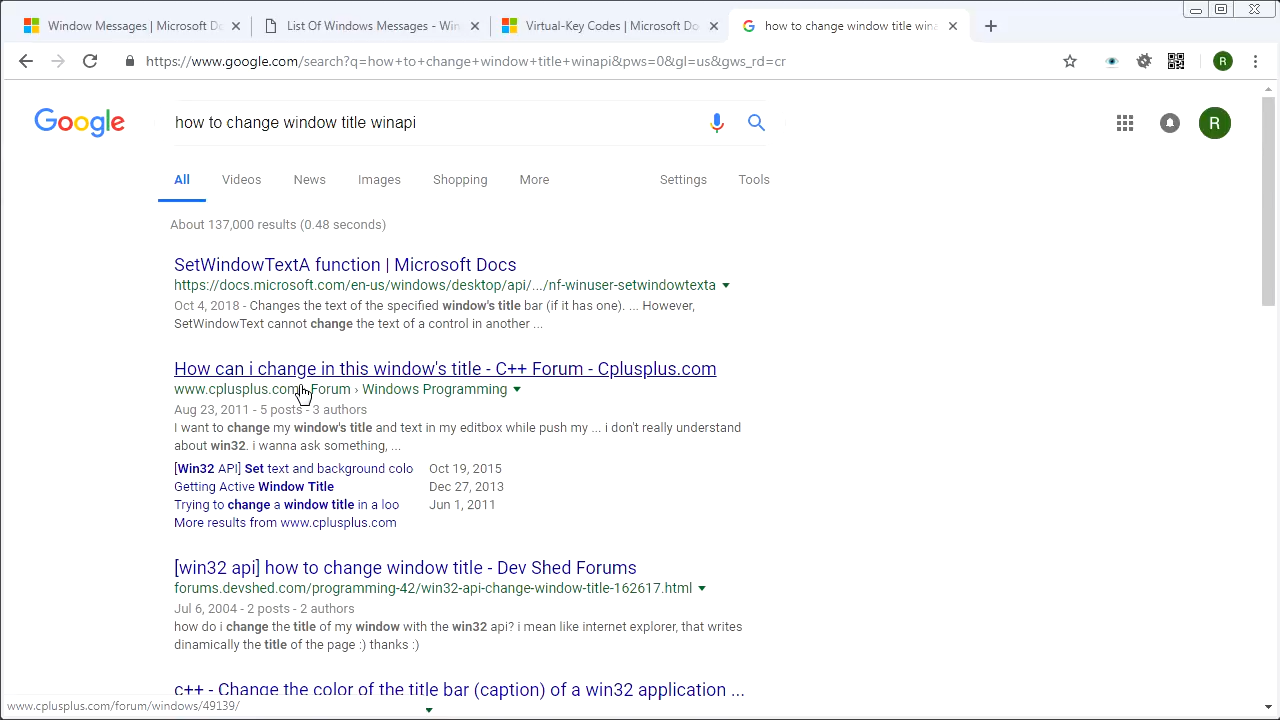 Window Messages | Microsoft Do
List Of Windows Messages - Win
Virtual-Key Codes | Microsoft Do
how to change window title wina
https://www.google.com/search?q=how+to+change+window+title+winapi&pws=0&gl=us&gws_rd=cr
R
Google
how to change window title winapi
R
All
Videos
News
Images
Shopping
More
Settings
Tools
About 137,000 results (0.48 seconds)
SetWindowTextA function | Microsoft Docs
https://docs.microsoft.com/en-us/windows/desktop/api/.../nf-winuser-setwindowtexta
Oct 4, 2018 - Changes the text of the specified window's title bar (if it has one). ... However,
SetWindowText cannot change the text of a control in another ...
How can i change in this window's title - C++ Forum - Cplusplus.com
www.cplusplus.com › Forum › Windows Programming
Aug 23, 2011 - 5 posts - 3 authors
I want to change my window's title and text in my editbox while push my ... i don't really understand
about win32. i wanna ask something, ...
[Win32 API] Set text and background colo Oct 19, 2015
Getting Active Window Title Dec 27, 2013
Trying to change a window title in a loo Jun 1, 2011
More results from www.cplusplus.com
[win32 api] how to change window title - Dev Shed Forums
forums.devshed.com/programming-42/win32-api-change-window-title-162617.html
Jul 6, 2004 - 2 posts - 2 authors
how do i change the title of my window with the win32 api? i mean like internet explorer, that writes
dinamically the title of the page :) thanks :)
c++ - Change the color of the title bar (caption) of a win32 application ...
www.cplusplus.com/forum/windows/49139/